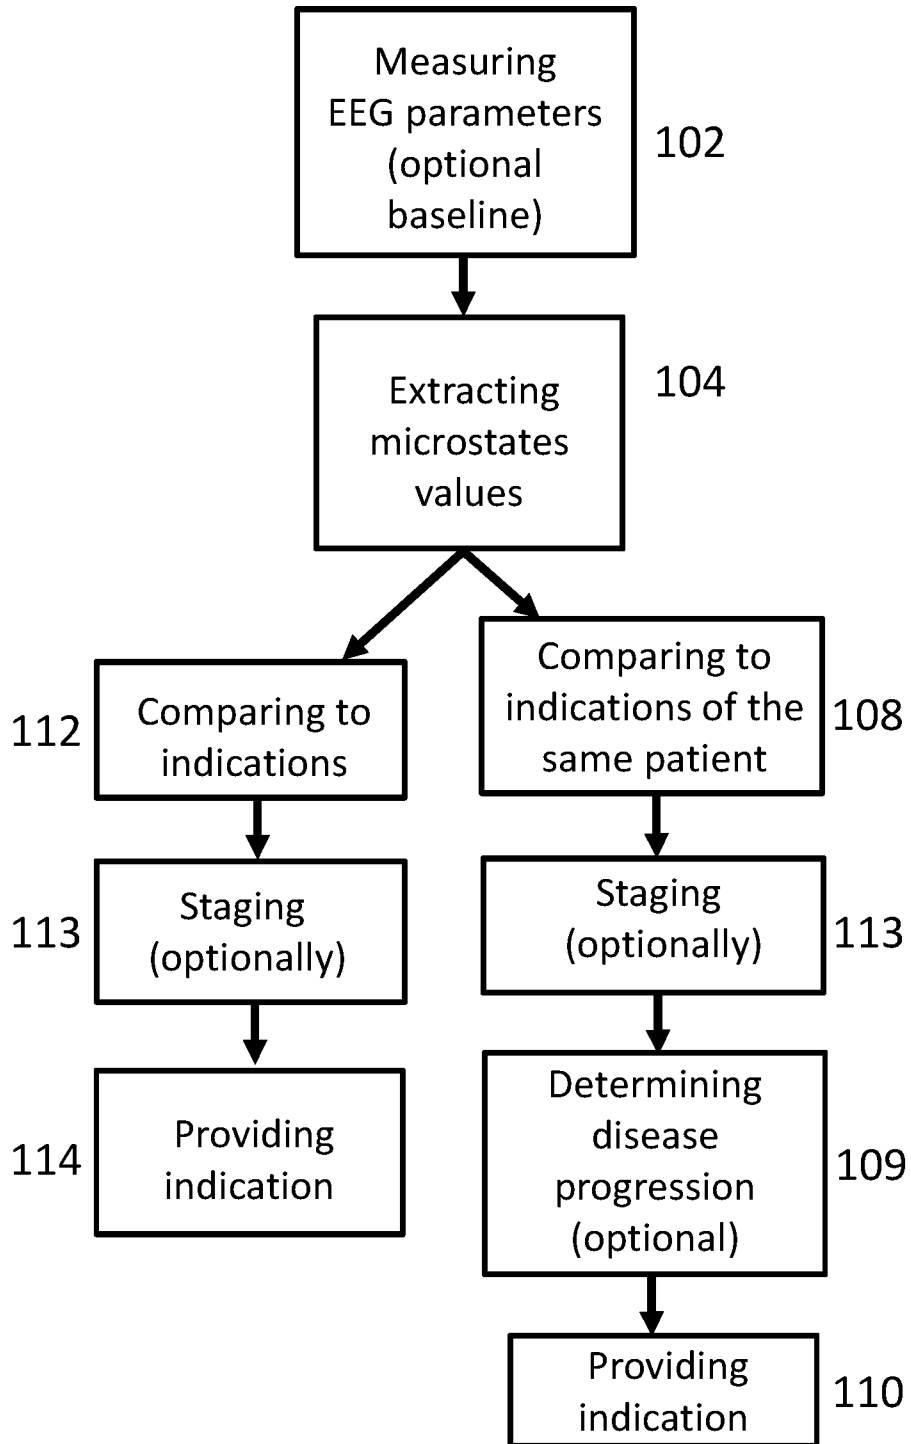 Measuring
EEG parameters
(optional
baseline)
102
Extracting
microstates
values
104
112
Comparing to
indications
Comparing to
indications of the
same patient
108
113
Staging
(optionally)
Staging
(optionally)
113
114
Providing
indication
Determining
disease
progression
(optional)
109
Providing
indication
110